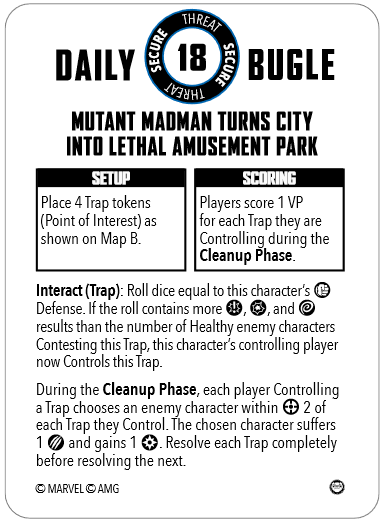 DAILY 18 BUGLE
THREAT
SECURE
THREAT
SECURE
MUTANT MADMAN TURNS CITY
INTO LETHAL AMUSEMENT PARK
SETUP
Place 4 Trap tokens
(Point of Interest) as
shown on Map B.
SCORING
Players score 1 VP
for each Trap they are
Controlling during the
Cleanup Phase.
Interact (Trap): Roll dice equal to this character's
Defense. If the roll contains more , , and
results than the number of Healthy enemy characters
Contesting this Trap, this character's controlling player
now Controls this Trap.
During the Cleanup Phase, each player Controlling
a Trap chooses an enemy character within 2 of
each Trap they Control. The chosen character suffers
1 and gains 1 . Resolve each Trap completely
before resolving the next.
© MARVEL © AMG